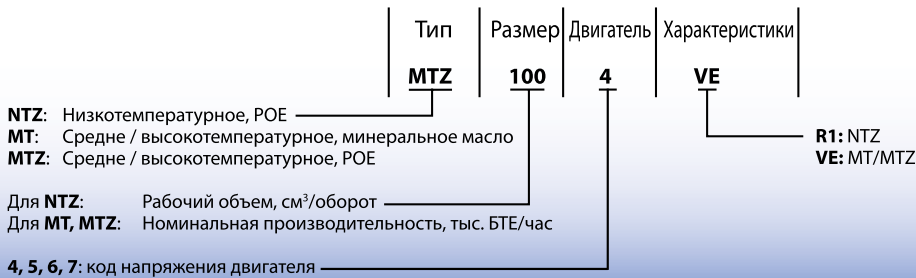 Тип Размер Двигатель Характеристики
MTZ 100 4 VE
NTZ: Низкотемпературное, POE
MT: Средне / высокотемпературное, минеральное масло
MTZ: Средне / высокотемпературное, POE
R1: NTZ
VE: MT/MTZ
Для NTZ: Рабочий объем, см³/оборот
Для MT, MTZ: Номинальная производительность, тыс. БТЕ/час
4, 5, 6, 7: код напряжения двигателя